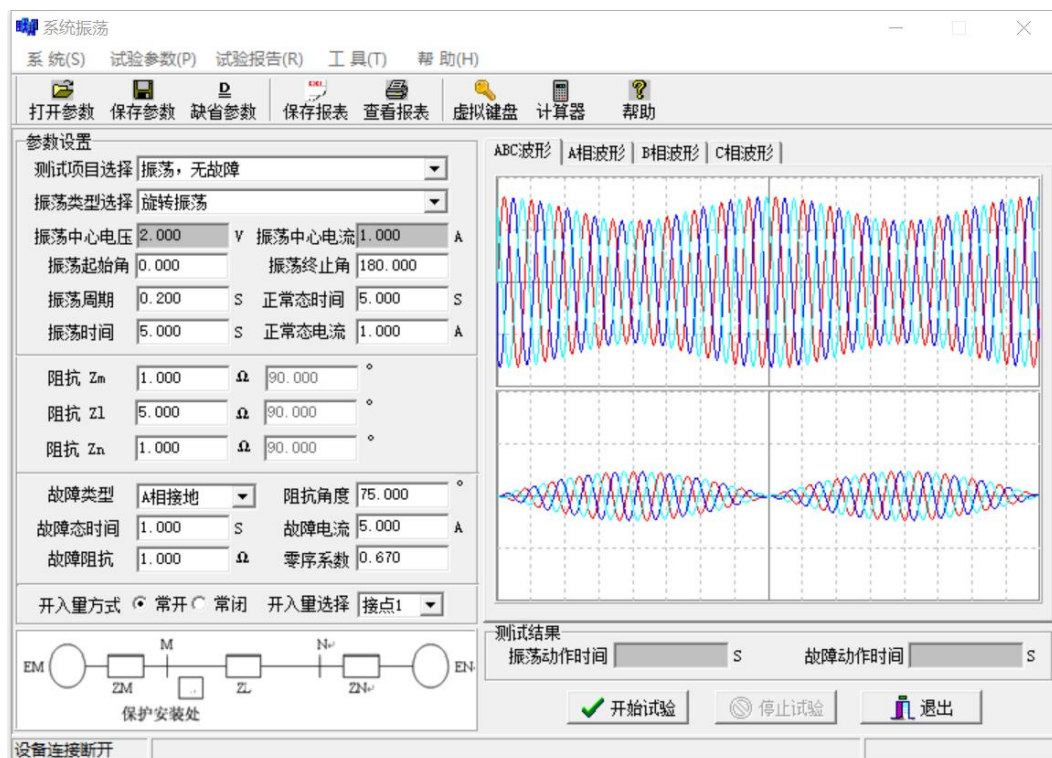 系统振荡
系 统(S) 试验参数(P) 试验报告(R) 工 具(T) 帮 助(H)
打开参数 保存参数 缺省参数 保存报表 查看报表 虚拟键盘 计算器 帮助
参数设置
测试项目选择 振荡，无故障
振荡类型选择 旋转振荡
振荡中心电压 2.000 V 振荡中心电流 1.000 A
振荡起始角 0.000 振荡终止角 180.000
振荡周期 0.200 S 正常态时间 5.000 S
振荡时间 5.000 S 正常态电流 1.000 A
阻抗 Zm 1.000 Ω 90.000 °
阻抗 Zl 5.000 Ω 90.000 °
阻抗 Zn 1.000 Ω 90.000 °
故障类型 A相接地 阻抗角度 75.000 °
故障态时间 1.000 S 故障电流 5.000 A
故障阻抗 1.000 Ω 零序系数 0.670
开入量方式 常开 常闭 开入量选择 接点1
M N
EM EN
ZM ZL ZN
保护安装处
ABC波形 A相波形 B相波形 C相波形
测试结果
振荡动作时间 S 故障动作时间 S
开始试验 停止试验 退出
设备连接断开